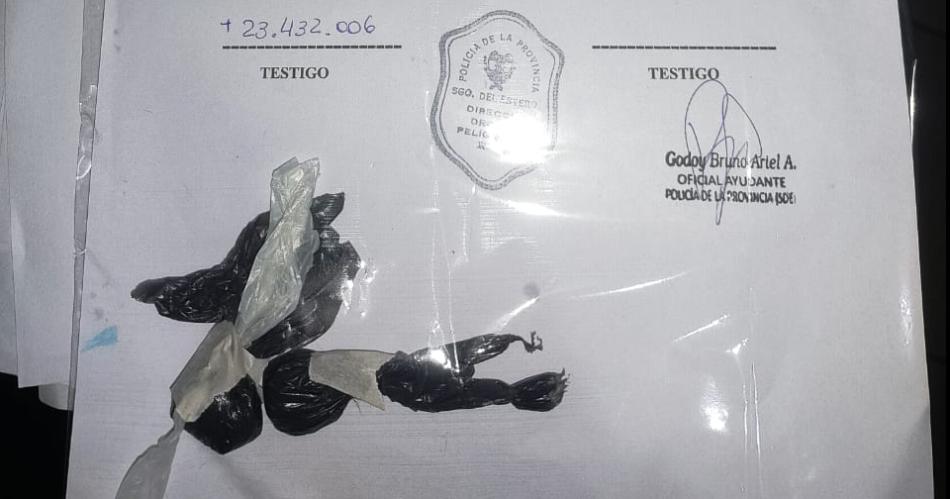 + 23.432.006
TESTIGO
POLICIA DE LA PROVINCIA
SGO. DEL ESTERO
TESTIGO
Godoy Bruno Ariel A.
OFICIAL AYUDANTE
POLICIA DE LA PROVINCIA (SDE)